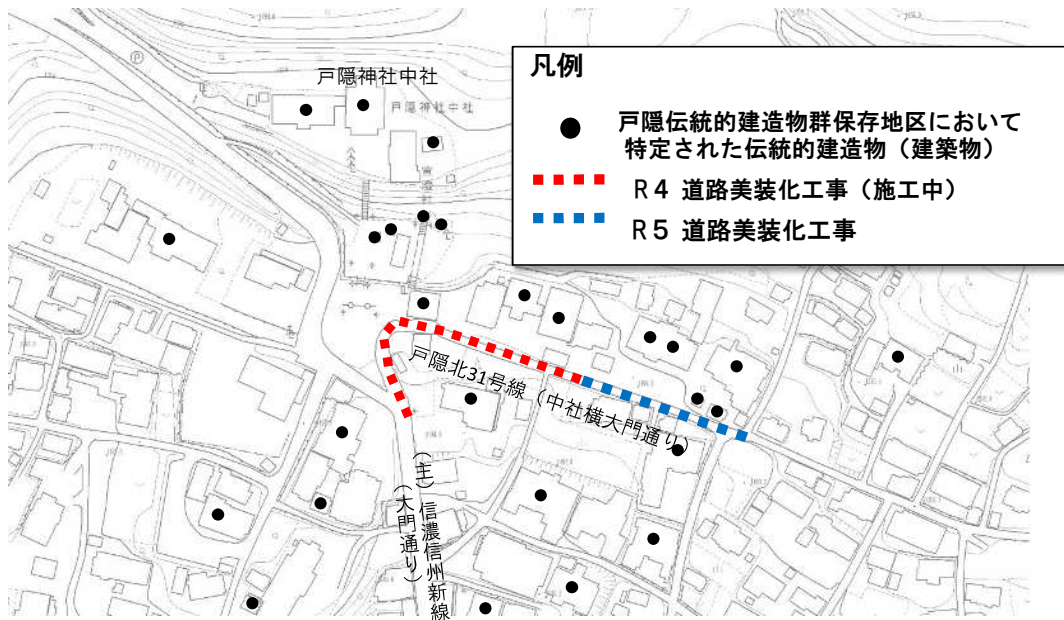 凡例
戸隠伝統的建造物群保存地区において
特定された伝統的建造物（建築物）
R4 道路美装化工事（施工中）
R5 道路美装化工事
P
戸隠神社中社
戸隠神社中社
戸隠北31号線（中社横大門通り）
（主）信濃信州新線
（大門通り）